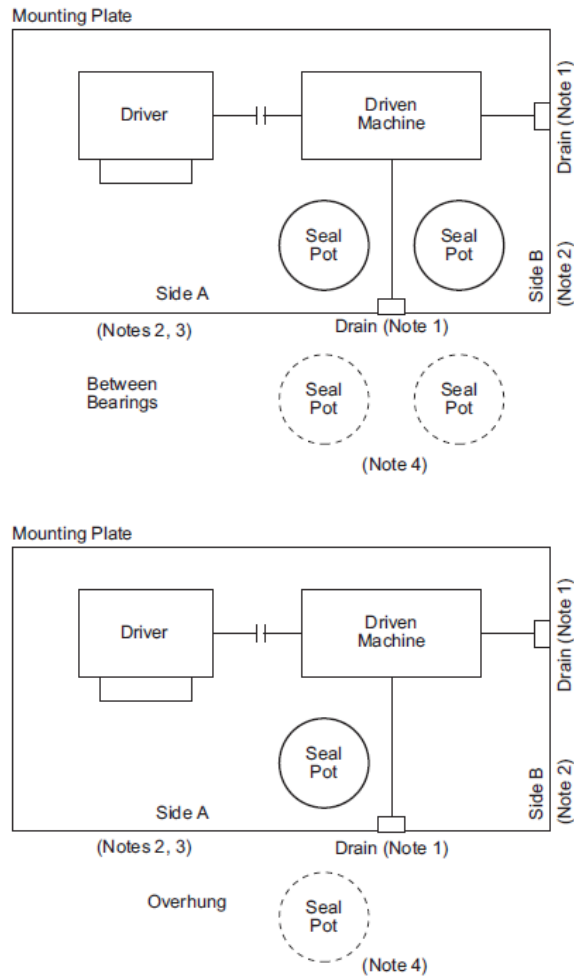 Mounting Plate
Driver
Driven
Machine
Drain (Note 1)
Seal
Pot
Seal
Pot
Side A
Side B
(Note 2)
(Notes 2, 3)
Drain (Note 1)
Between
Bearings
Seal
Pot
Seal
Pot
(Note 4)
Mounting Plate
Driver
Driven
Machine
Drain (Note 1)
Seal
Pot
Side A
Side B
(Note 2)
(Notes 2, 3)
Drain (Note 1)
Overhung
Seal
Pot
(Note 4)